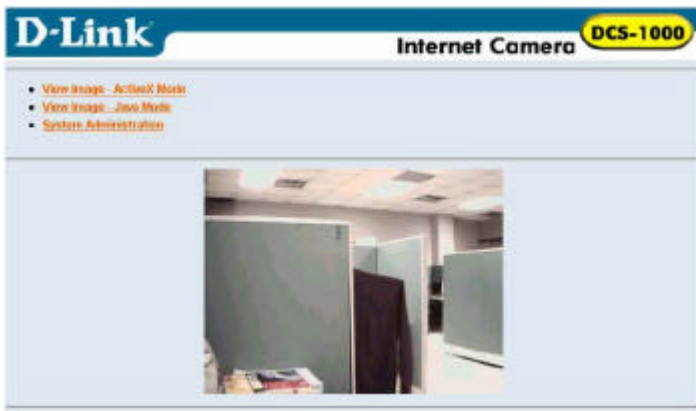 D-Link
Internet Camera
DCS-1000
View Image - ActiveX Mode
View Image - Java Mode
System Administration